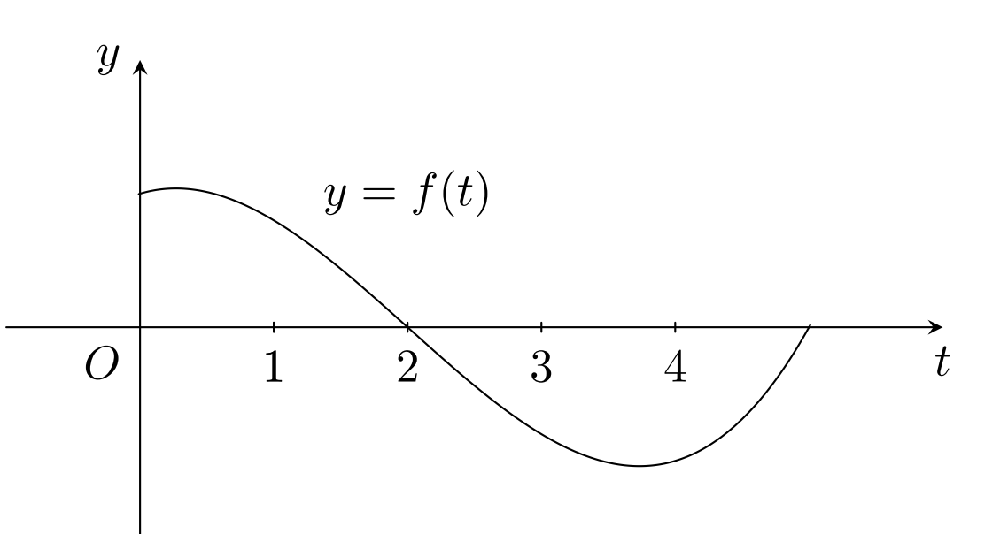 y
y = f(t)
O 1 2 3 4 t